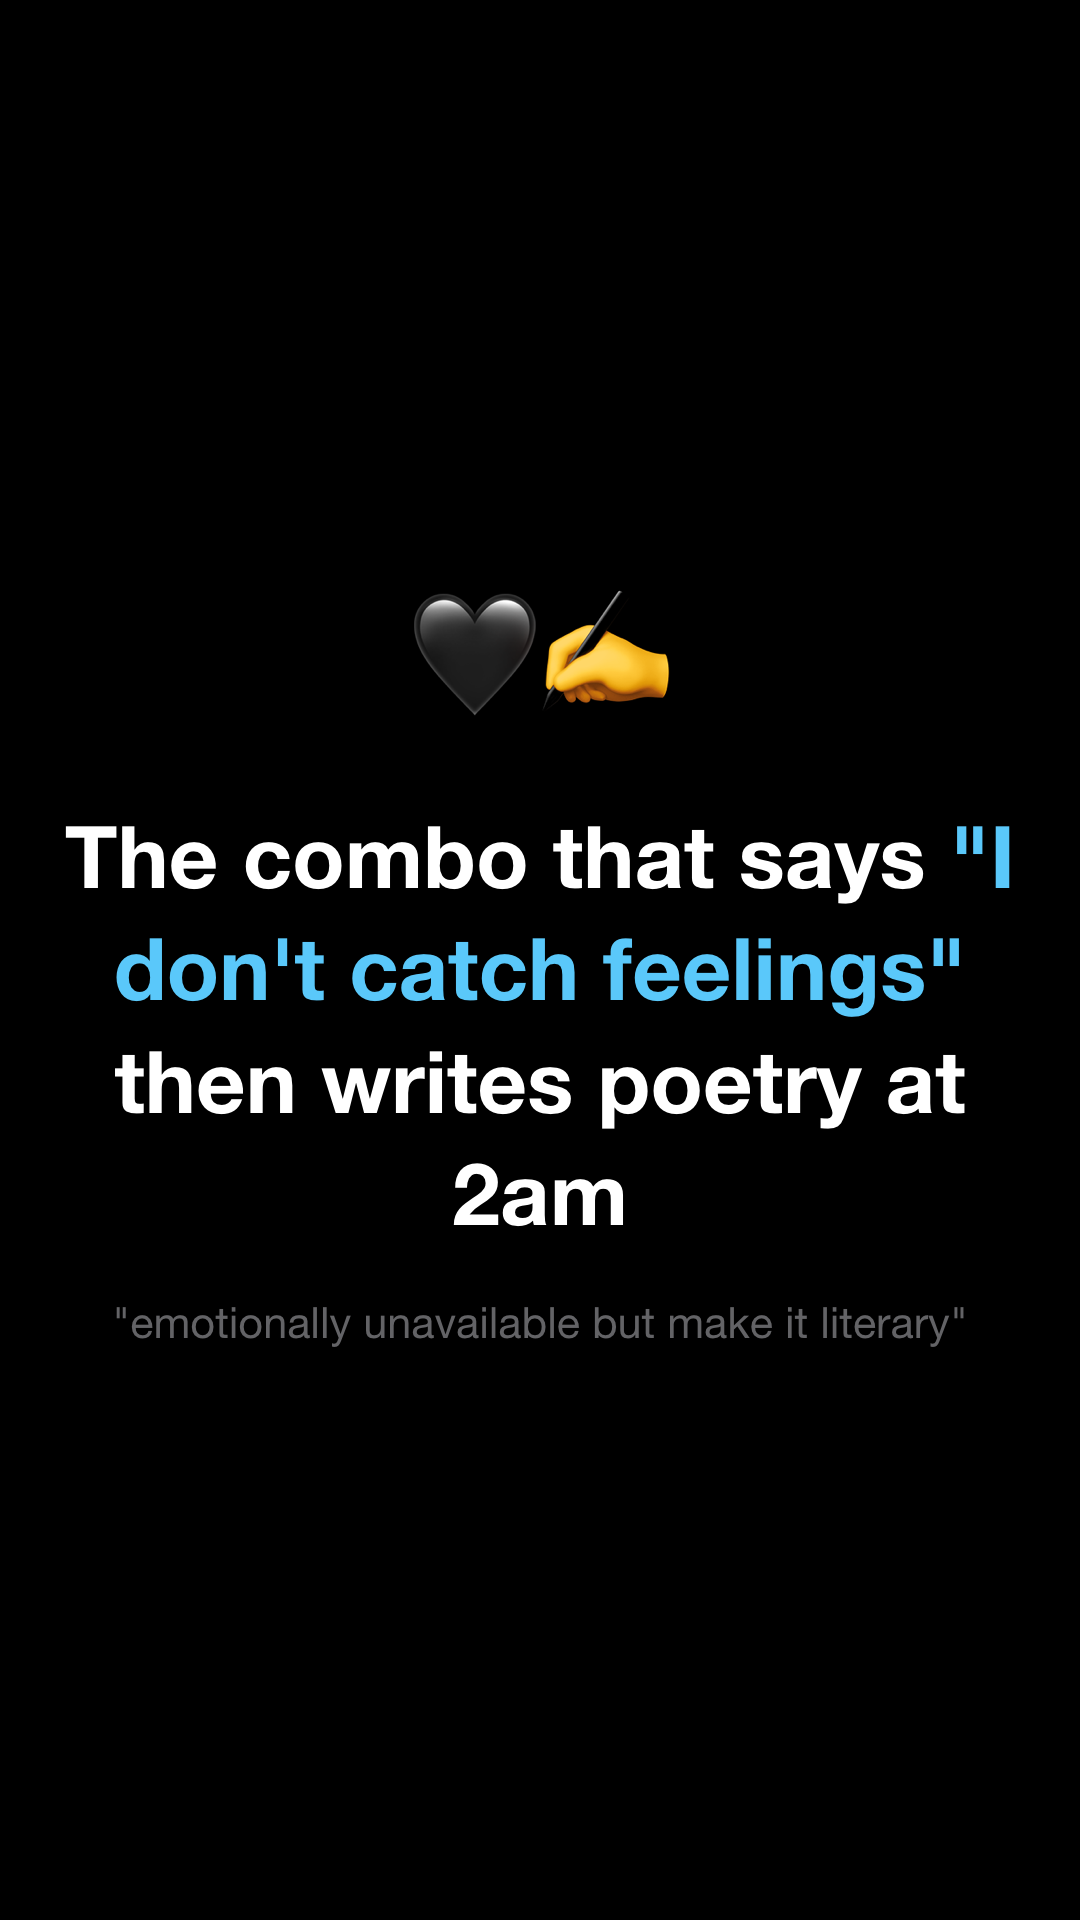 🖤✍️
The combo that says "I
don't catch feelings"
then writes poetry at
2am
"emotionally unavailable but make it literary"